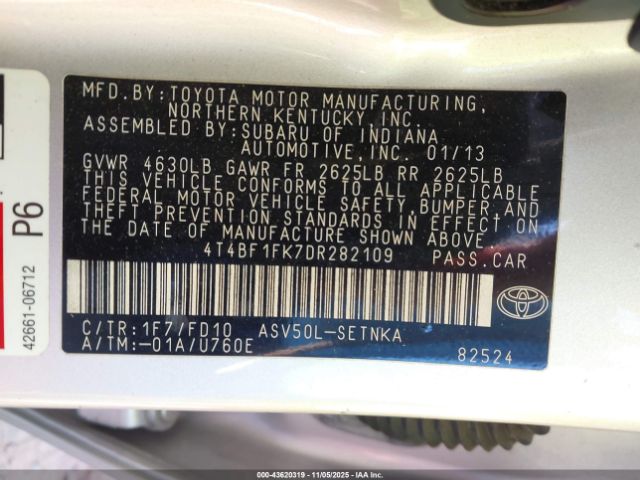 MFD.BY:TOYOTA MOTOR MANUFACTURING,
NORTHERN KENTUCKY,INC.
ASSEMBLED BY:SUBARU OF INDIANA
AUTOMOTIVE,INC. 01/13
GVWR 4630LB GAWR FR 2625LB RR 2625LB
THIS VEHICLE CONFORMS TO ALL APPLICABLE
FEDERAL MOTOR VEHICLE SAFETY, BUMPER,AND
THEFT PREVENTION STANDARDS IN EFFECT ON
THE DATE OF MANUFACTURE SHOWN ABOVE.
4T4BF1FK7DR282109 PASS.CAR
C/TR:1F7/FD10 ASV50L-SETNKA
A/TM:-01A/U760E 82524
TOYOTA
P6
42661-06712
000-43620319 | 11/05/2025 - IAAI.COM